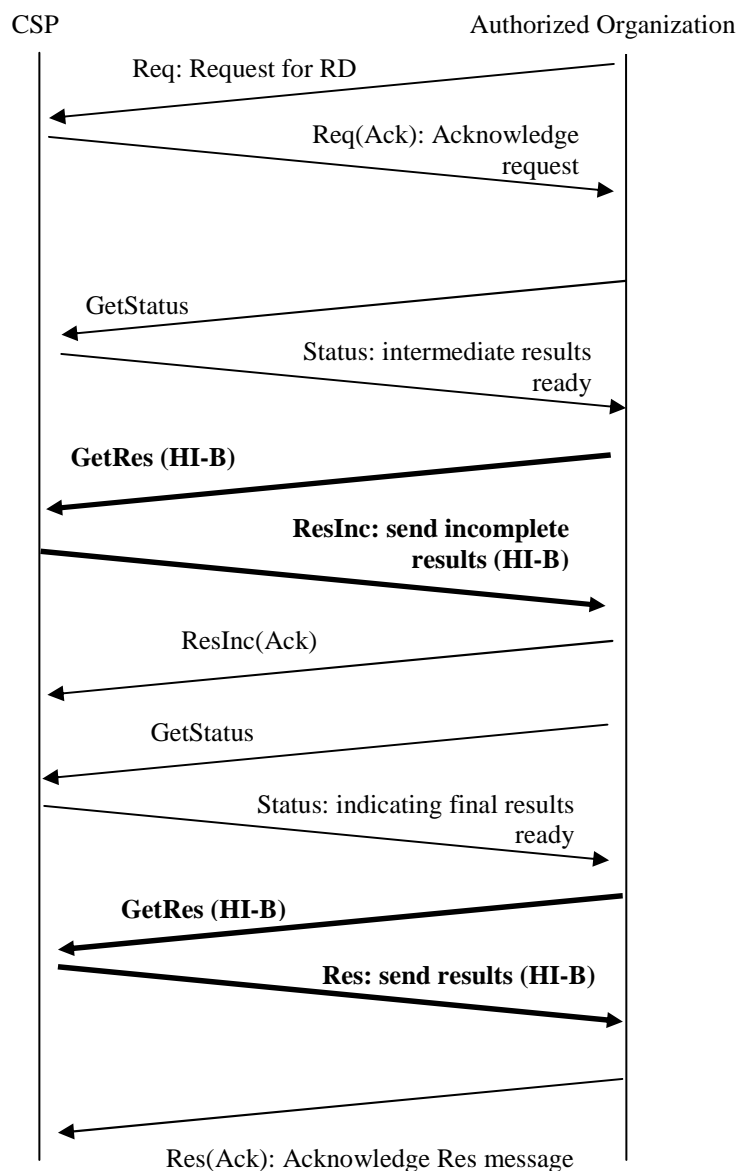 CSP
Authorized Organization
Req: Request for RD
Req(Ack): Acknowledge
request
GetStatus
Status: intermediate results
ready
GetRes (HI-B)
ResInc: send incomplete
results (HI-B)
ResInc(Ack)
GetStatus
Status: indicating final results
ready
GetRes (HI-B)
Res: send results (HI-B)
Res(Ack): Acknowledge Res message